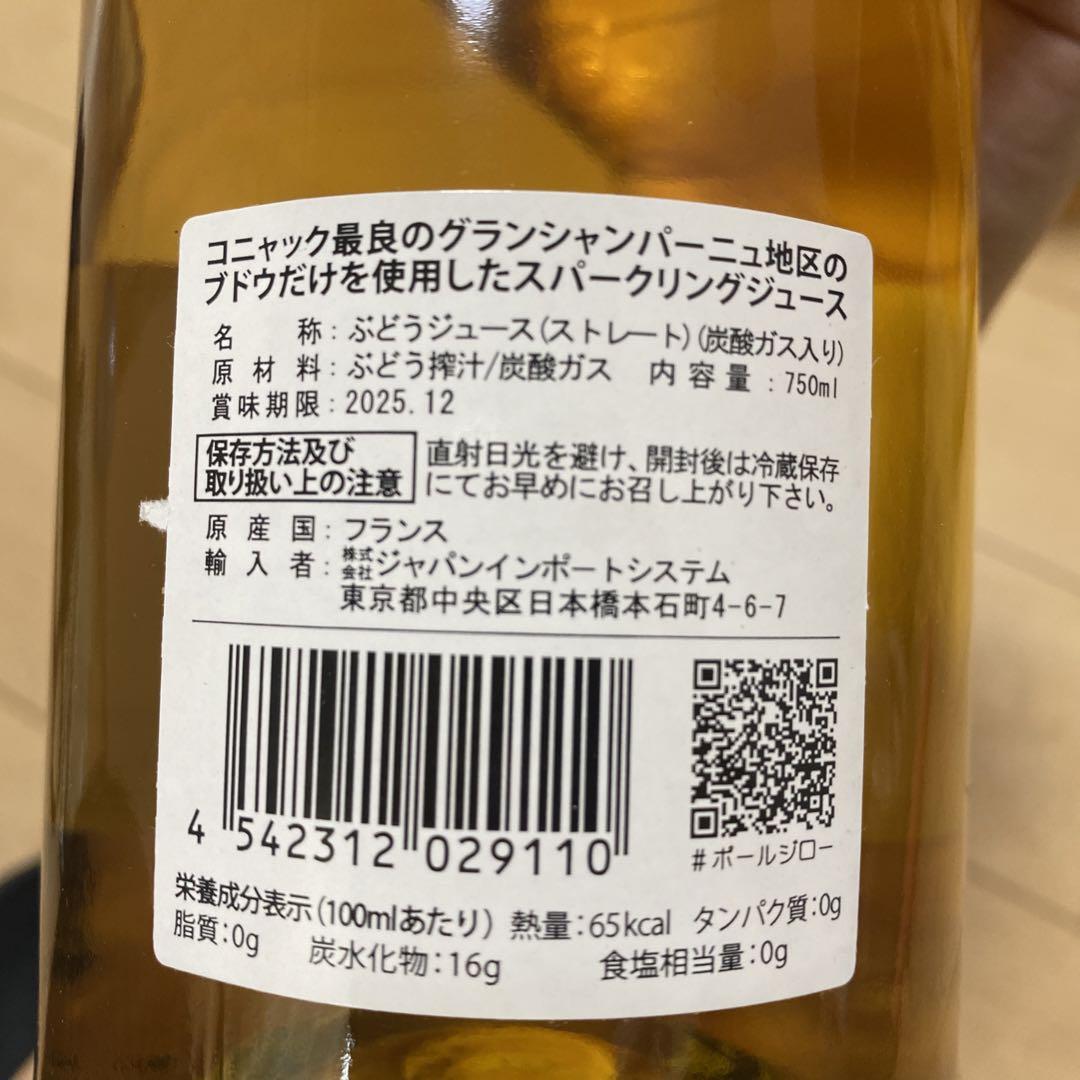 コニャック最良のグランシャンパーニュ地区の
ブドウだけを使用したスパークリングジュース
名称:ぶどうジュース(ストレート)(炭酸ガス入り)
原材料:ぶどう搾汁/炭酸ガス 内容量:750ml
賞味期限:2025.12
保存方法及び
取り扱い上の注意
直射日光を避け、開封後は冷蔵保存
にてお早めにお召し上がり下さい。
原産国:フランス
輸入者:株式会社ジャパンインポートシステム
東京都中央区日本橋本石町4-6-7
4 542312 029110
#ポールジロー
栄養成分表示(100mlあたり) 熱量:65kcal タンパク質:0g
脂質:0g 炭水化物:16g 食塩相当量:0g